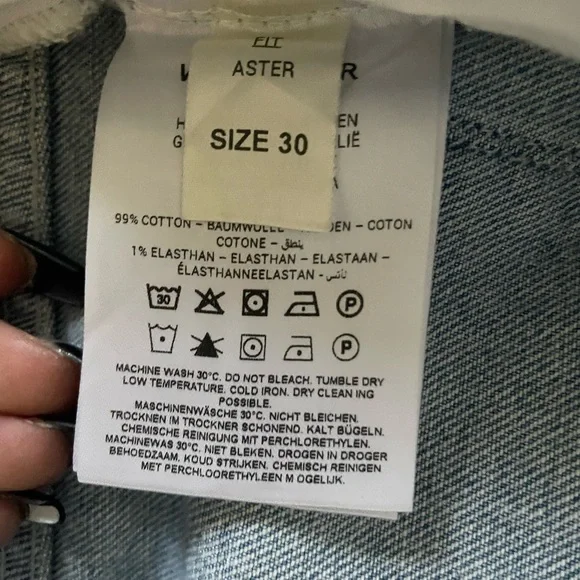 FIT
ASTER
SIZE 30
99% COTTON – BAUMWOLLE – – COTON
COTONE –
1% ELASTHAN – ELASTHAN – ELASTAAN –
ÉLASTHANNEELASTAN –
30 P
P
MACHINE WASH 30°C. DO NOT BLEACH. TUMBLE DRY
LOW TEMPERATURE. COLD IRON. DRY CLEAN ING
POSSIBLE.
MASCHINENWÄSCHE 30°C. NICHT BLEICHEN.
TROCKNEN IM TROCKNER SCHONEND. KALT BÜGELN.
CHEMISCHE REINIGUNG MIT PERCHLORETHYLEN.
MACHINEWAS 30°C. NIET BLEKEN. DROGEN IN DROGER
BEHOEDZAAM. KOUD STRIJKEN. CHEMISCH REINIGEN
MET PERCHLOORETHYLEEN M OGELIJK.